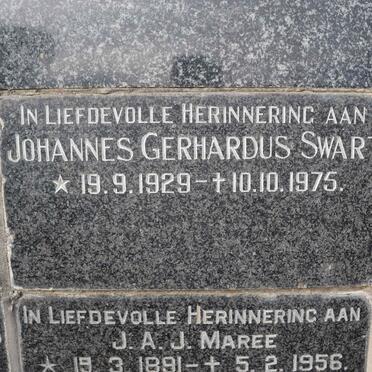 IN LIEFDEVOLLE HERINNERING AAN
JOHANNES GERHARDUS SWART
★ 19.9.1929–✝10.10.1975.
IN LIEFDEVOLLE HERINNERING AAN
J. A. J. MAREE
★ 19.3.1891–✝5.2.1956.